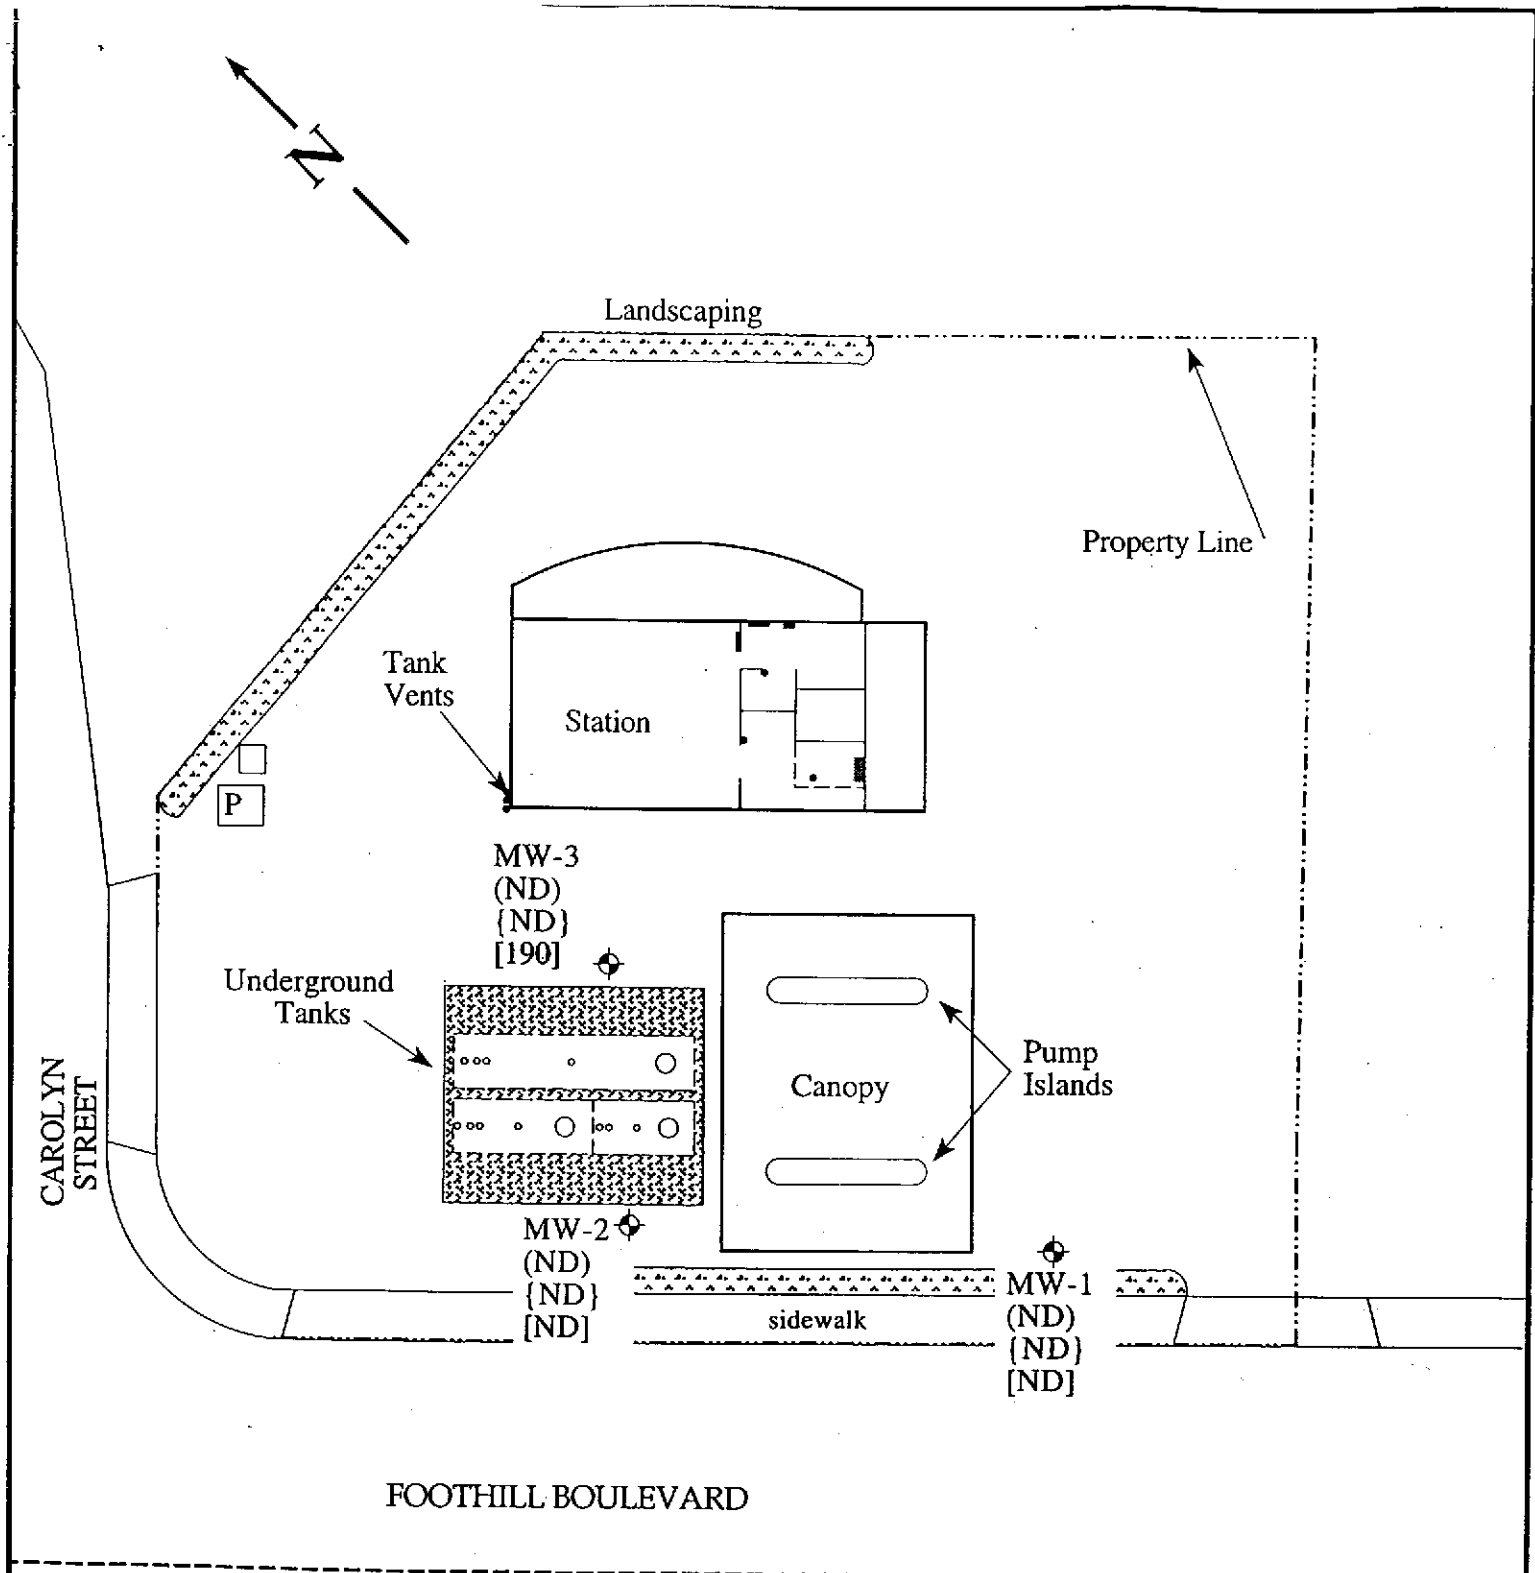 N
Landscaping
Property Line
Tank
Vents
Station
P
MW-3
(ND)
{ND}
[190]
Underground
Tanks
Canopy
Pump
Islands
CAROLYN
STREET
MW-2
(ND)
{ND}
[ND]
sidewalk
MW-1
(ND)
{ND}
[ND]
FOOTHILL BOULEVARD